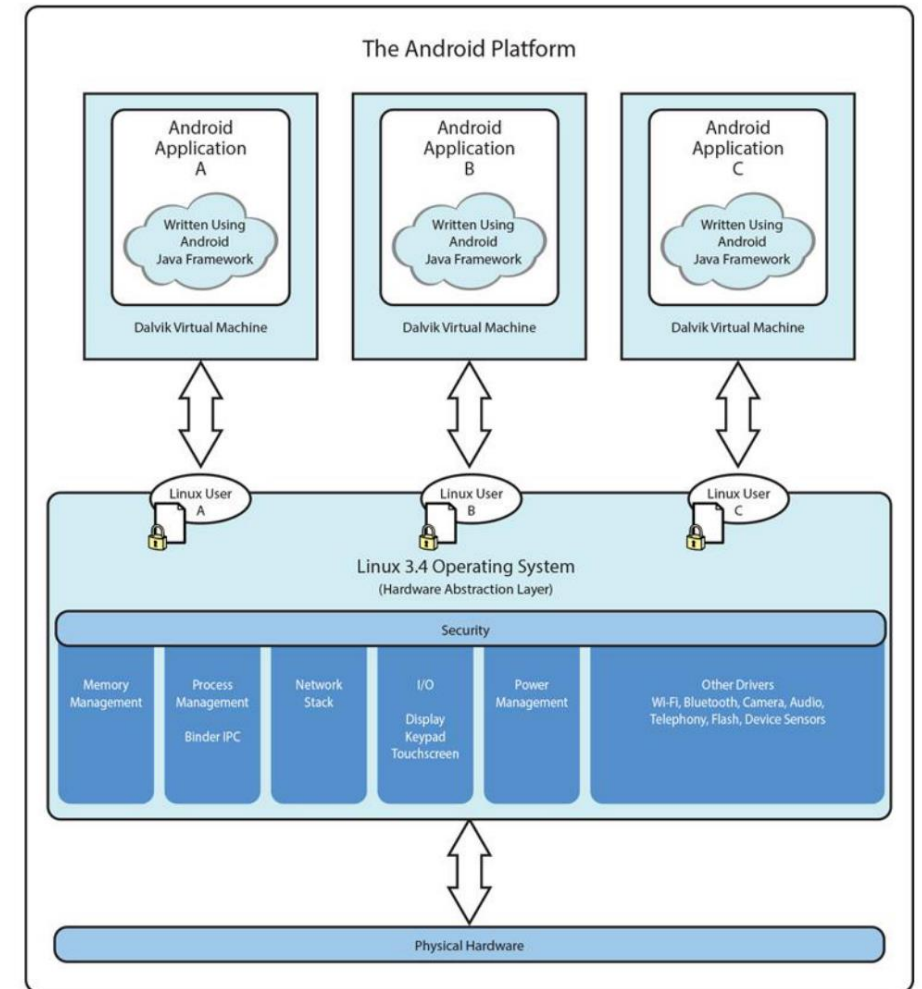 The Android Platform
Android
Application
A
Written Using
Android
Java Framework
Dalvik Virtual Machine
Android
Application
B
Written Using
Android
Java Framework
Dalvik Virtual Machine
Android
Application
C
Written Using
Android
Java Framework
Dalvik Virtual Machine
Linux User
A
Linux User
B
Linux User
C
Linux 3.4 Operating System
(Hardware Abstraction Layer)
Security
Memory
Management
Process
Management
Binder IPC
Network
Stack
I/O
Display
Keypad
Touchscreen
Power
Management
Other Drivers
Wi-Fi, Bluetooth, Camera, Audio,
Telephony, Flash, Device Sensors
Physical Hardware